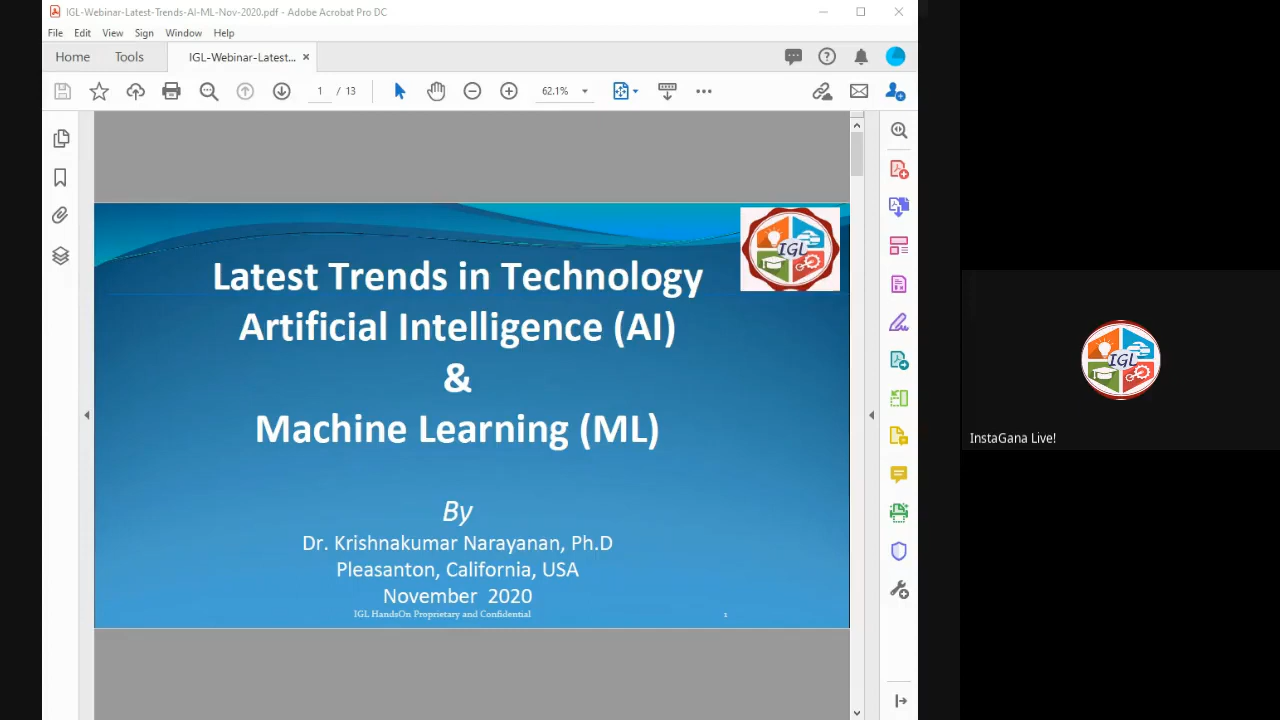 IGL-Webinar-Latest-Trends-AI-ML-Nov-2020.pdf - Adobe Acrobat Pro DC
File Edit View Sign Window Help
Home Tools IGL-Webinar-Latest... ×
1 / 13 62.1%
IGL
Latest Trends in Technology
Artificial Intelligence (AI)
&
Machine Learning (ML)
By
Dr. Krishnakumar Narayanan, Ph.D
Pleasanton, California, USA
November 2020
IGL HandsOn Proprietary and Confidential 1
IGL
InstaGana Live!